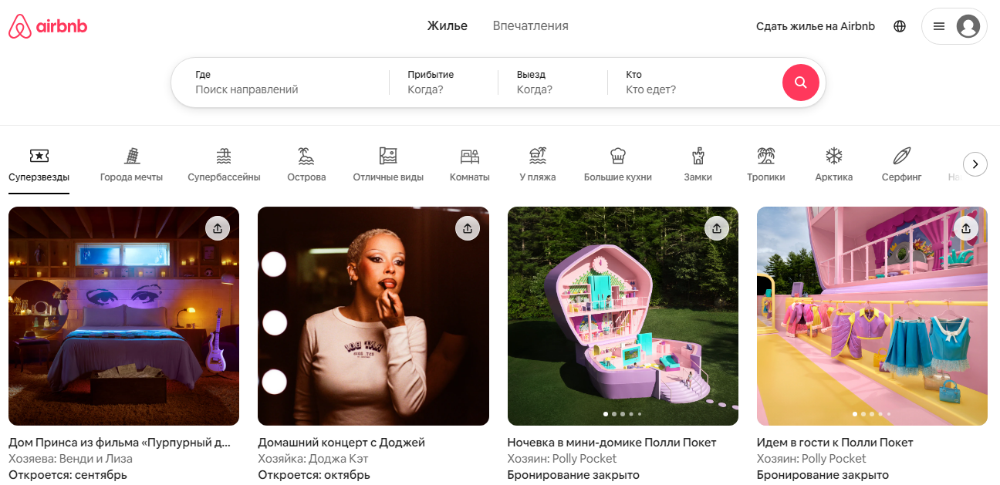 airbnb
Жилье Впечатления
Сдать жилье на Airbnb
Где Прибытие Выезд Кто
Поиск направлений Когда? Когда? Кто едет?
Суперзвезды Города мечты Супербассейны Острова Отличные виды Комнаты У пляжа Большие кухни Замки Тропики Арктика Серфинг
Дом Принса из фильма «Пурпурный д...
Хозяева: Венди и Лиза
Откроется: сентябрь
Домашний концерт с Доджей
Хозяйка: Доджа Кэт
Откроется: октябрь
Ночевка в мини-домике Полли Покет
Хозяин: Polly Pocket
Бронирование закрыто
Идем в гости к Полли Покет
Хозяин: Polly Pocket
Бронирование закрыто